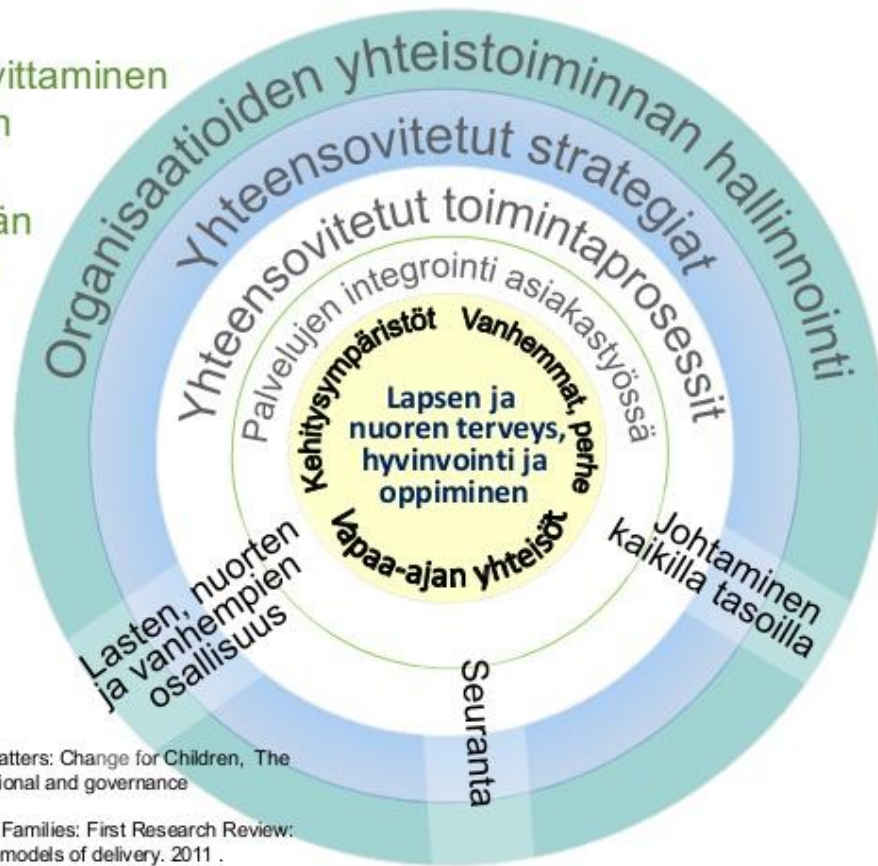 vittaminen
n
än
Organisaatioiden yhteistoiminnan hallinnointi
Yhteensovitetut strategiat
Yhteensovitetut toimintaprosessit
Palvelujen integrointi asiakastyössä
Kehitysympäristöt
Vanhemmat, perhe
Lapsen ja
nuoren terveys,
hyvinvointi ja
oppiminen
Vapaa-ajan yhteisöt
Lasten, nuorten
ja vanhempien
osallisuus
Seuranta
Johtaminen
kaikilla tasoilla
atters: Change for Children, The
ional and governance
Families: First Research Review:
models of delivery. 2011 .